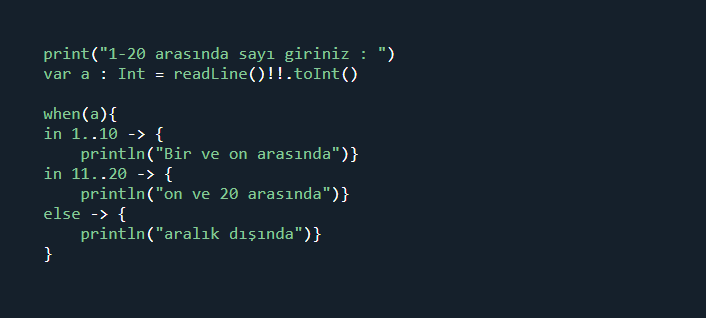 print("1-20 arasında sayı giriniz : ")
var a : Int = readLine()!!.toInt()

when(a){
in 1..10 -> {
    println("Bir ve on arasında")}
in 11..20 -> {
    println("on ve 20 arasında")}
else -> {
    println("aralık dışında")}
}